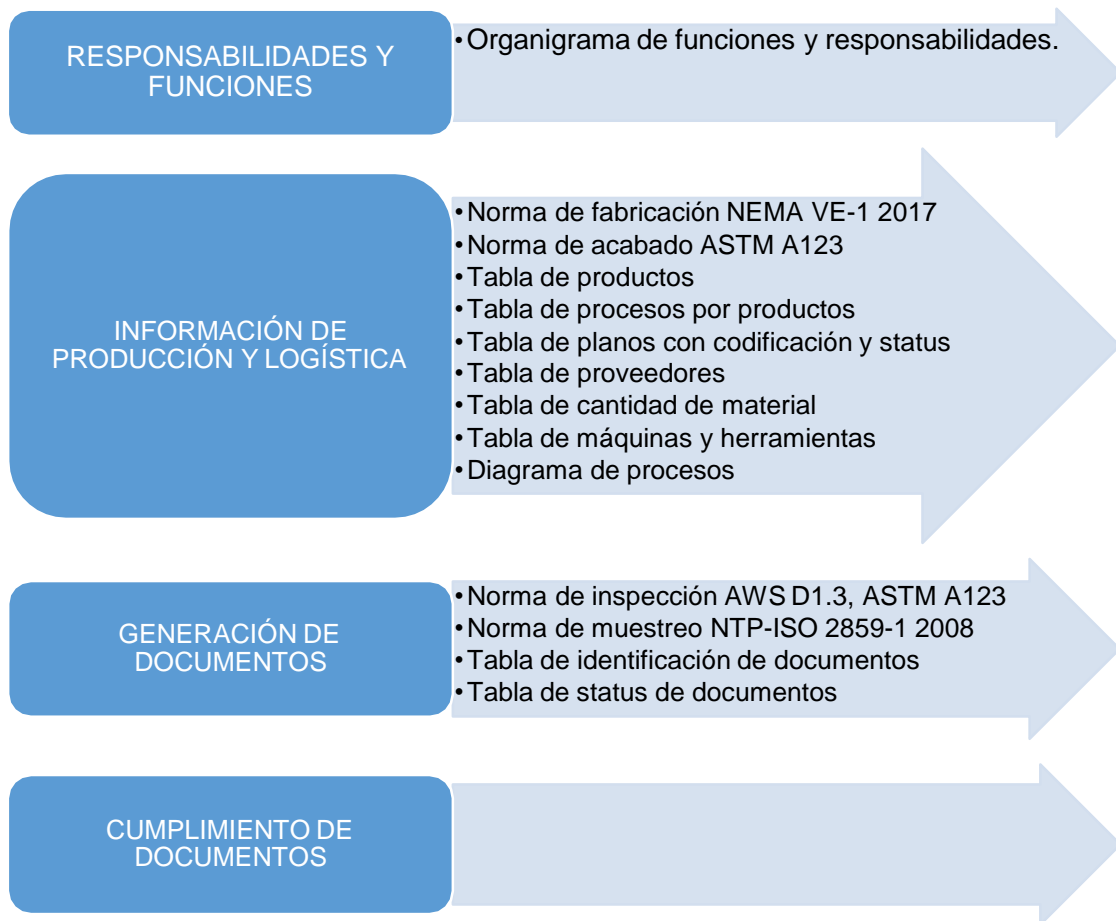 RESPONSABILIDADES Y
FUNCIONES
•Organigrama de funciones y responsabilidades.
INFORMACIÓN DE
PRODUCCIÓN Y LOGÍSTICA
•Norma de fabricación NEMA VE-1 2017
•Norma de acabado ASTM A123
•Tabla de productos
•Tabla de procesos por productos
•Tabla de planos con codificación y status
•Tabla de proveedores
•Tabla de cantidad de material
•Tabla de máquinas y herramientas
•Diagrama de procesos
GENERACIÓN DE
DOCUMENTOS
•Norma de inspección AWS D1.3, ASTM A123
•Norma de muestreo NTP-ISO 2859-1 2008
•Tabla de identificación de documentos
•Tabla de status de documentos
CUMPLIMIENTO DE
DOCUMENTOS